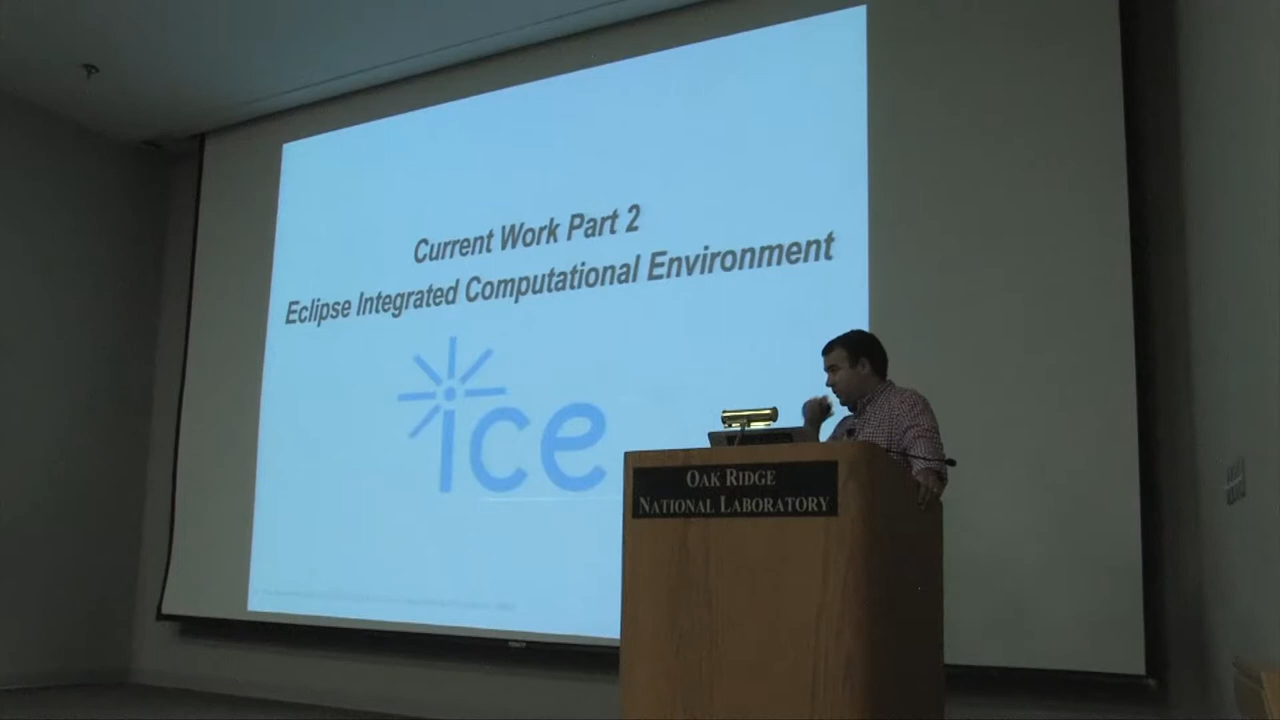 Current Work Part 2
Eclipse Integrated Computational Environment
ice
OAK RIDGE
NATIONAL LABORATORY